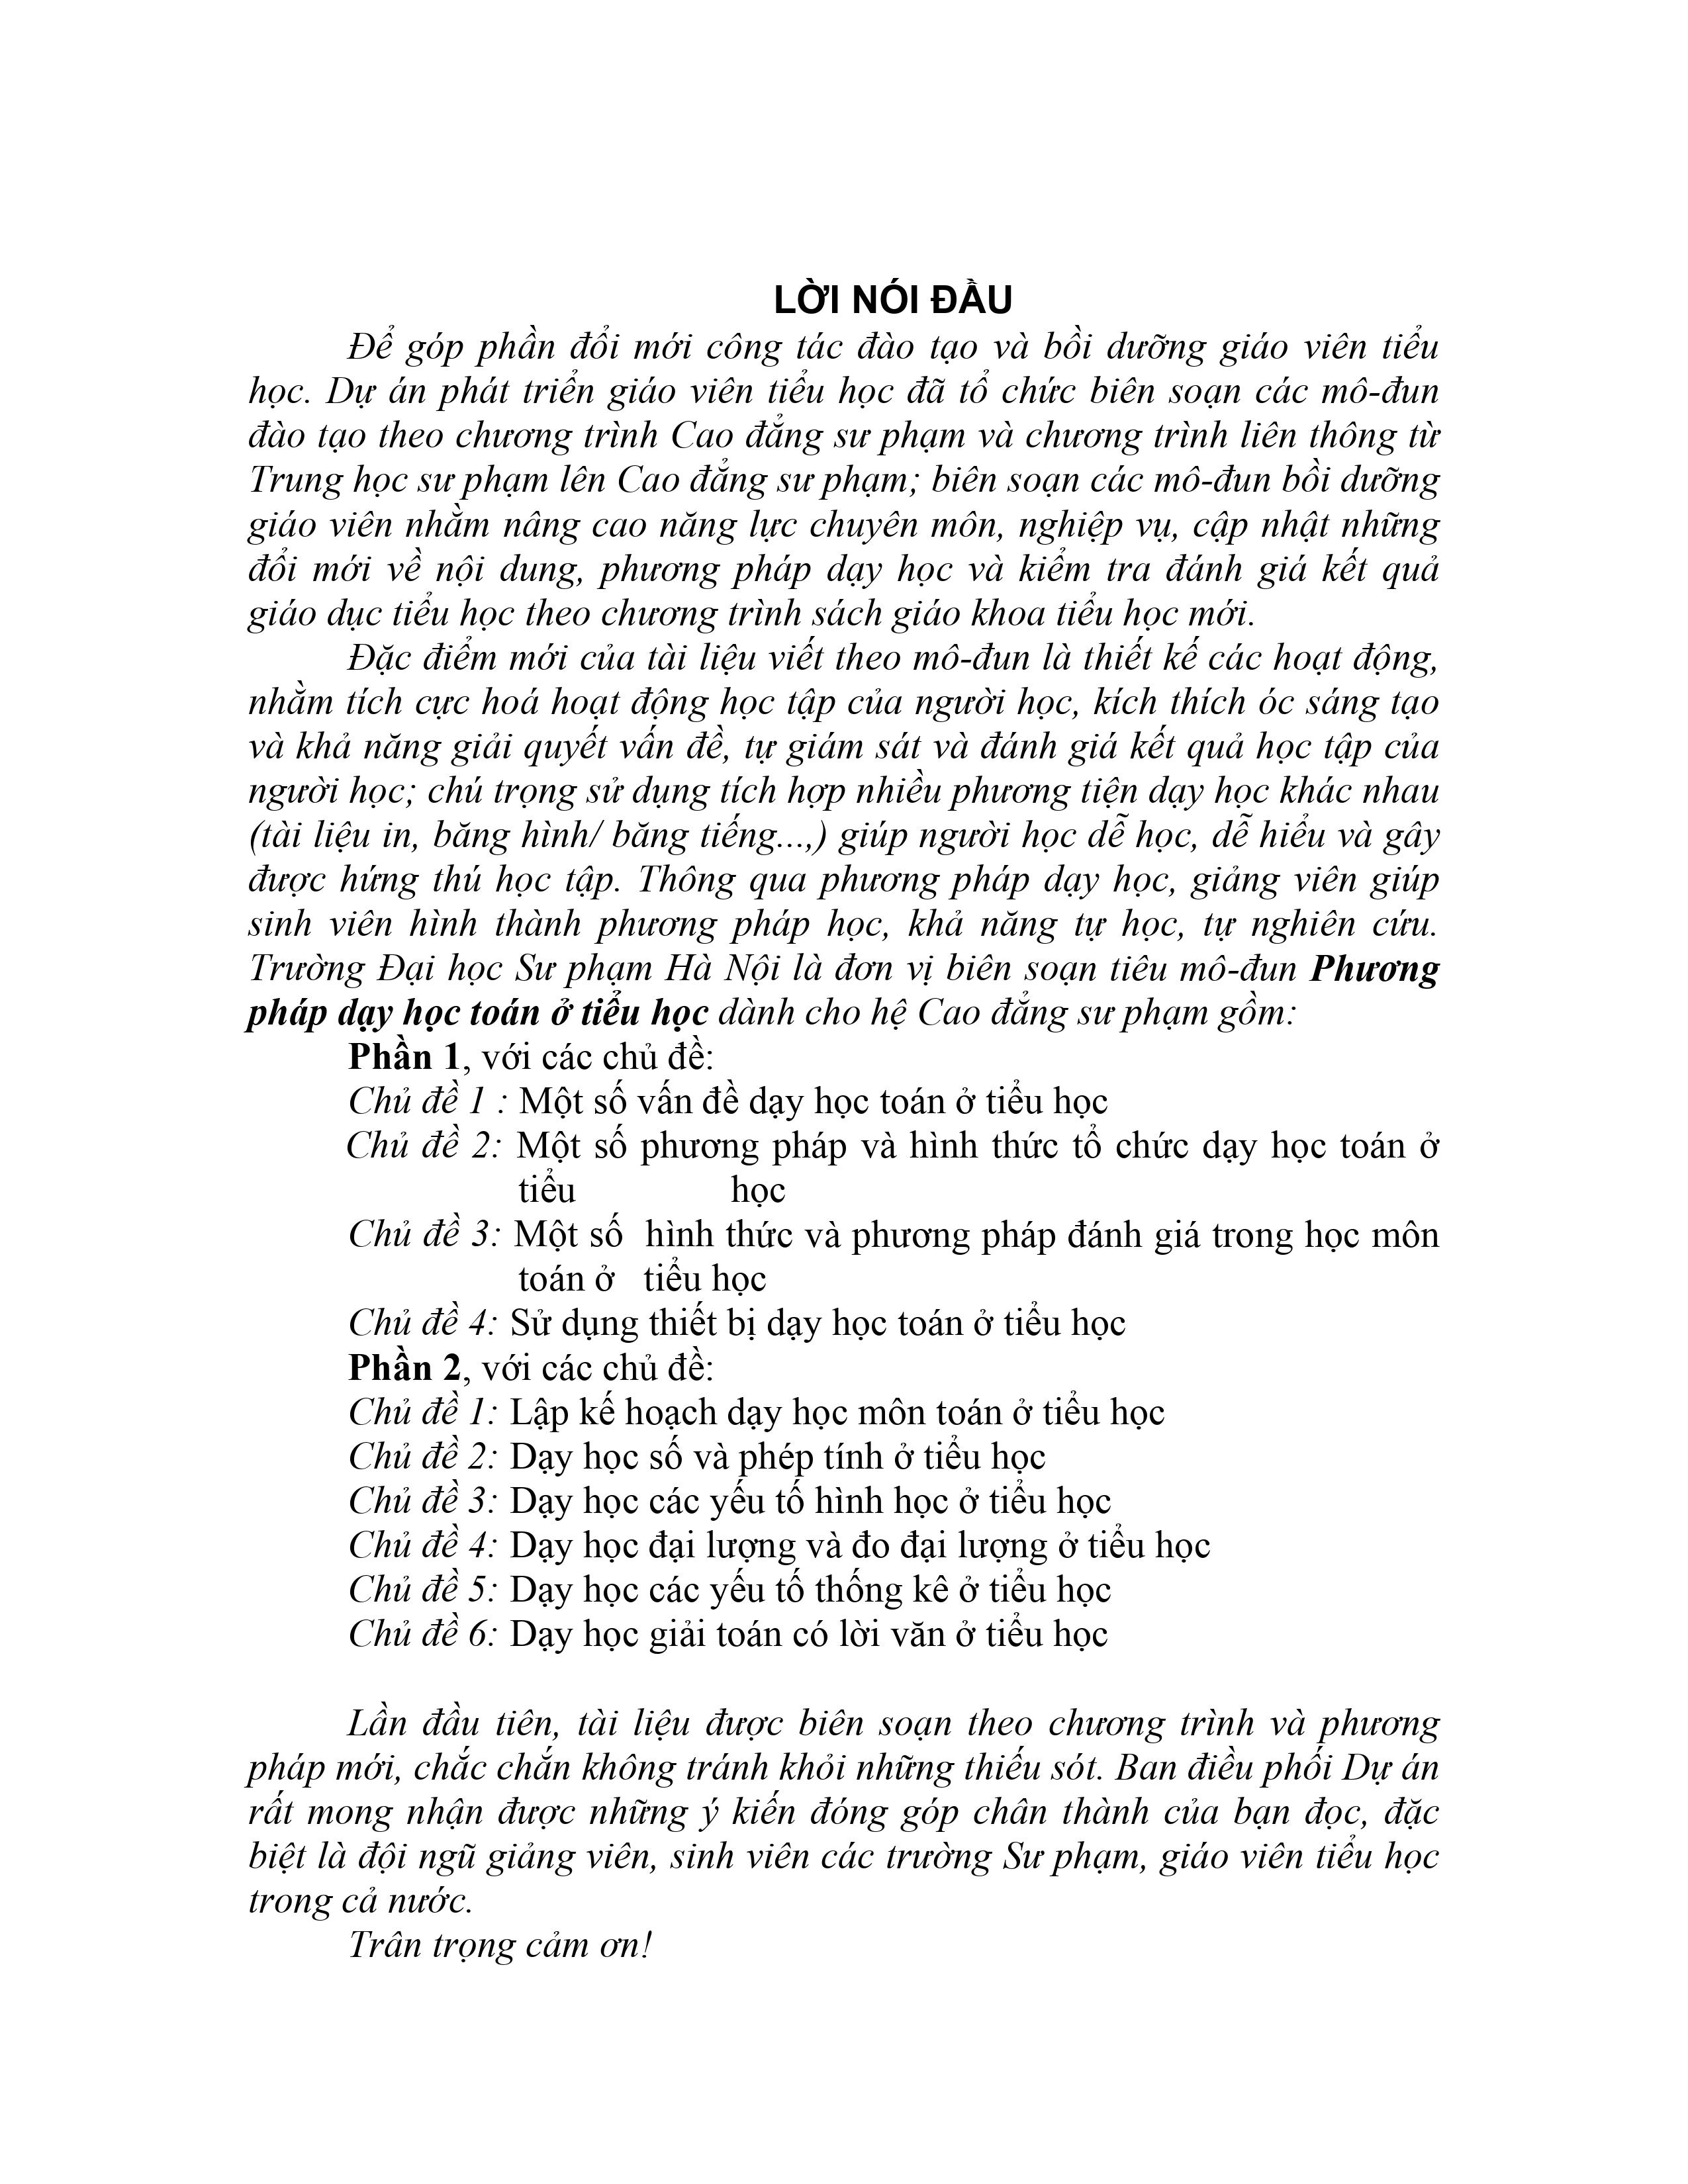 LỜI NÓI ĐẦU
Để góp phần đổi mới công tác đào tạo và bồi dưỡng giáo viên tiểu
học. Dự án phát triển giáo viên tiểu học đã tổ chức biên soạn các mô-đun
đào tạo theo chương trình Cao đẳng sư phạm và chương trình liên thông từ
Trung học sư phạm lên Cao đẳng sư phạm; biên soạn các mô-đun bồi dưỡng
giáo viên nhằm nâng cao năng lực chuyên môn, nghiệp vụ, cập nhật những
đổi mới về nội dung, phương pháp dạy học và kiểm tra đánh giá kết quả
giáo dục tiểu học theo chương trình sách giáo khoa tiểu học mới.
Đặc điểm mới của tài liệu viết theo mô-đun là thiết kế các hoạt động,
nhằm tích cực hoá hoạt động học tập của người học, kích thích óc sáng tạo
và khả năng giải quyết vấn đề, tự giám sát và đánh giá kết quả học tập của
người học; chú trọng sử dụng tích hợp nhiều phương tiện dạy học khác nhau
(tài liệu in, băng hình/ băng tiếng...,) giúp người học dễ học, dễ hiểu và gây
được hứng thú học tập. Thông qua phương pháp dạy học, giảng viên giúp
sinh viên hình thành phương pháp học, khả năng tự học, tự nghiên cứu.
Trường Đại học Sư phạm Hà Nội là đơn vị biên soạn tiêu mô-đun Phương
pháp dạy học toán ở tiểu học dành cho hệ Cao đẳng sư phạm gồm:
Phần 1, với các chủ đề:
Chủ đề 1 : Một số vấn đề dạy học toán ở tiểu học
Chủ đề 2: Một số phương pháp và hình thức tổ chức dạy học toán ở
tiểu học
Chủ đề 3: Một số hình thức và phương pháp đánh giá trong học môn
toán ở tiểu học
Chủ đề 4: Sử dụng thiết bị dạy học toán ở tiểu học
Phần 2, với các chủ đề:
Chủ đề 1: Lập kế hoạch dạy học môn toán ở tiểu học
Chủ đề 2: Dạy học số và phép tính ở tiểu học
Chủ đề 3: Dạy học các yếu tố hình học ở tiểu học
Chủ đề 4: Dạy học đại lượng và đo đại lượng ở tiểu học
Chủ đề 5: Dạy học các yếu tố thống kê ở tiểu học
Chủ đề 6: Dạy học giải toán có lời văn ở tiểu học
Lần đầu tiên, tài liệu được biên soạn theo chương trình và phương
pháp mới, chắc chắn không tránh khỏi những thiếu sót. Ban điều phối Dự án
rất mong nhận được những ý kiến đóng góp chân thành của bạn đọc, đặc
biệt là đội ngũ giảng viên, sinh viên các trường Sư phạm, giáo viên tiểu học
trong cả nước.
Trân trọng cảm ơn!